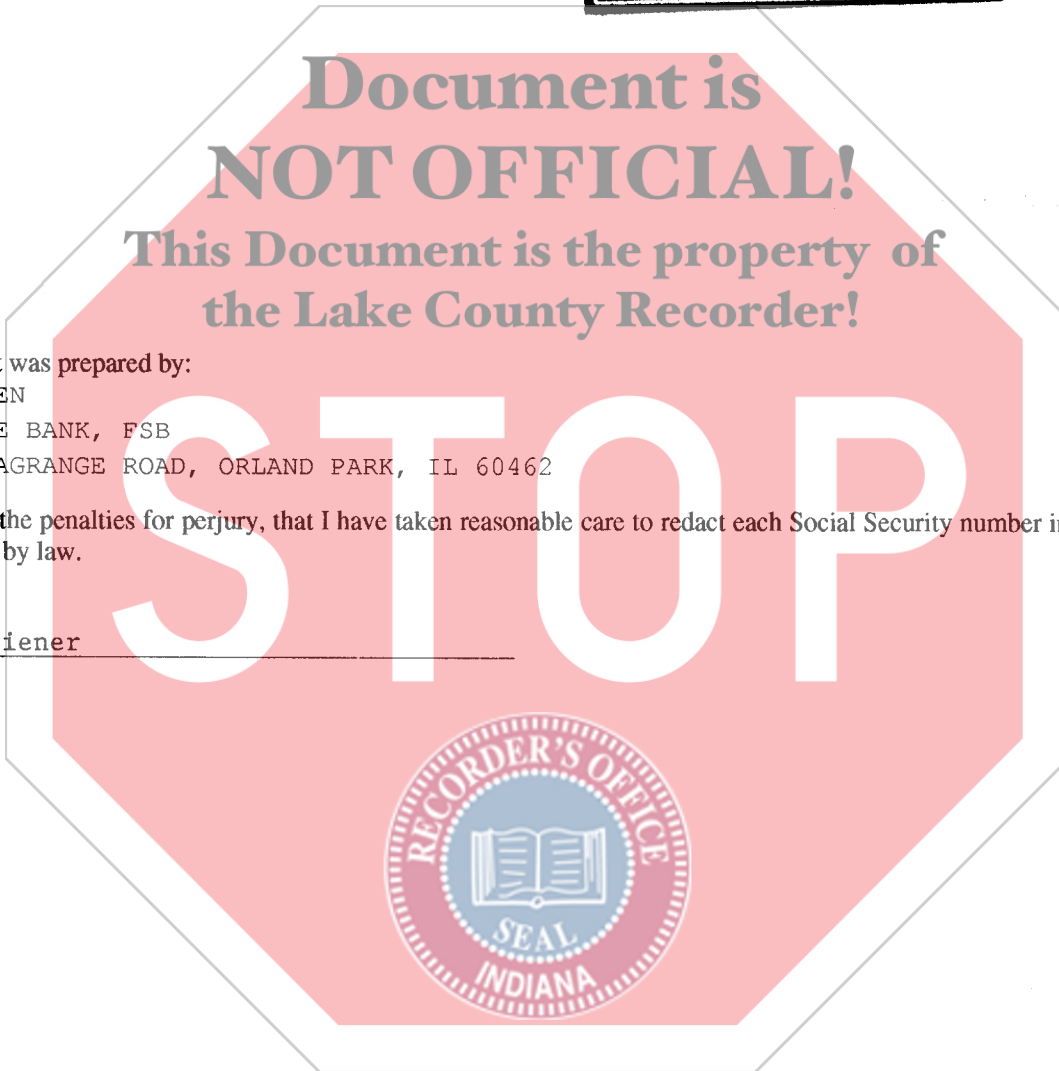 Document is
NOT OFFICIAL!
This Document is the property of
the Lake County Recorder!
was prepared by:
EN
BANK, FSB
AGRANGE ROAD, ORLAND PARK, IL 60462
the penalties for perjury, that I have taken reasonable care to redact each Social Security number in
by law.
iener
STOP
RECORDER'S OFFICE
SEAL
INDIANA